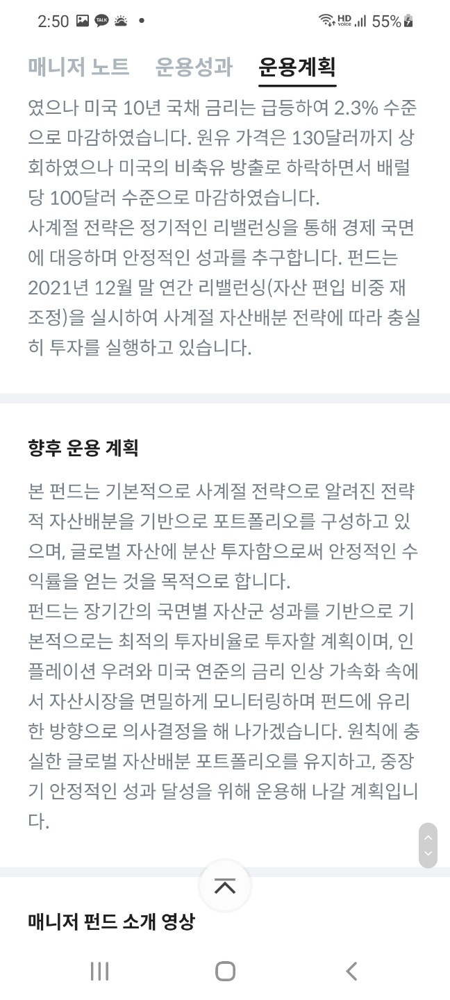 2:50 TALK HD voice 55%
매니저 노트 운용성과 운용계획
였으나 미국 10년 국채 금리는 급등하여 2.3% 수준
으로 마감하였습니다. 원유 가격은 130달러까지 상
회하였으나 미국의 비축유 방출로 하락하면서 배럴
당 100달러 수준으로 마감하였습니다.
사계절 전략은 정기적인 리밸런싱을 통해 경제 국면
에 대응하며 안정적인 성과를 추구합니다. 펀드는
2021년 12월 말 연간 리밸런싱(자산 편입 비중 재
조정)을 실시하여 사계절 자산배분 전략에 따라 충실
히 투자를 실행하고 있습니다.
향후 운용 계획
본 펀드는 기본적으로 사계절 전략으로 알려진 전략
적 자산배분을 기반으로 포트폴리오를 구성하고 있
으며, 글로벌 자산에 분산 투자함으로써 안정적인 수
익률을 얻는 것을 목적으로 합니다.
펀드는 장기간의 국면별 자산군 성과를 기반으로 기
본적으로는 최적의 투자비율로 투자할 계획이며, 인
플레이션 우려와 미국 연준의 금리 인상 가속화 속에
서 자산시장을 면밀하게 모니터링하며 펀드에 유리
한 방향으로 의사결정을 해 나가겠습니다. 원칙에 충
실한 글로벌 자산배분 포트폴리오를 유지하고, 중장
기 안정적인 성과 달성을 위해 운용해 나갈 계획입니
다.
매니저 펀드 소개 영상